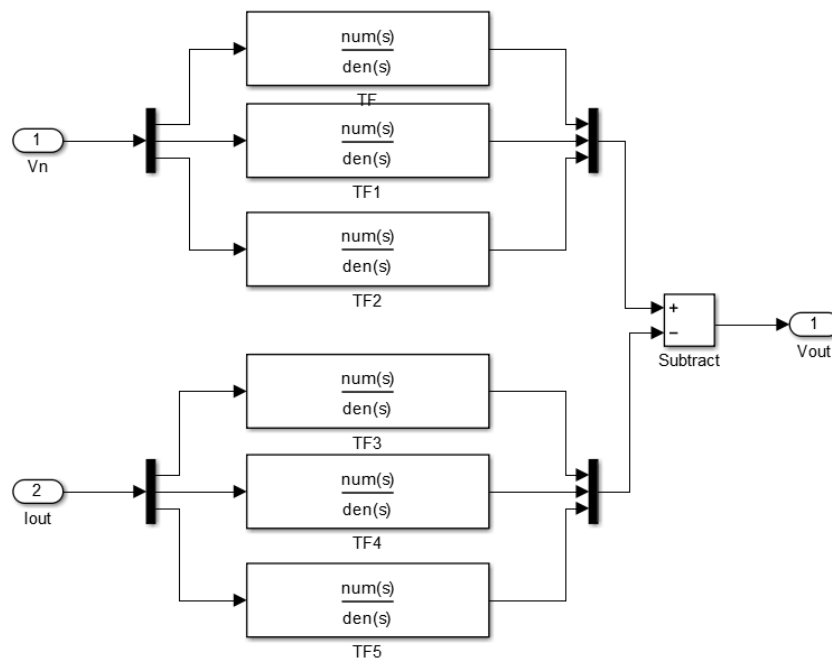 num(s)
den(s)
TF
1
Vn
num(s)
den(s)
TF1
num(s)
den(s)
TF2
+
−
Subtract
1
Vout
num(s)
den(s)
TF3
2
Iout
num(s)
den(s)
TF4
num(s)
den(s)
TF5